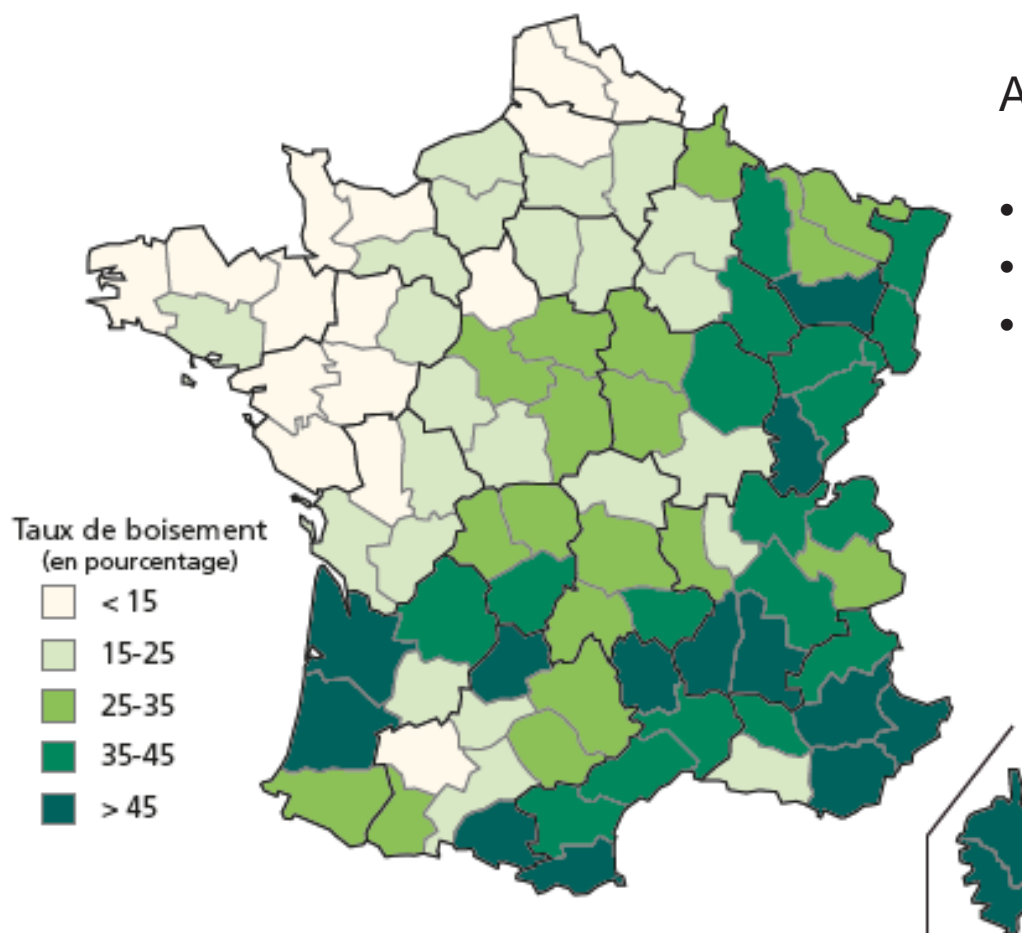 A
•
•
•
Taux de boisement
(en pourcentage)
< 15
15-25
25-35
35-45
> 45